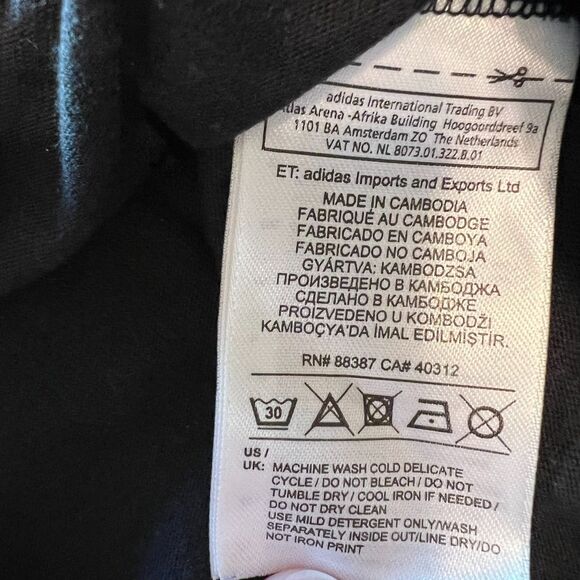 adidas International Trading BV
Atlas Arena -Afrika Building Hoogoorddreef 9a
1101 BA Amsterdam ZO The Netherlands
VAT NO. NL 8073.01.322.B.01
ET: adidas Imports and Exports Ltd
MADE IN CAMBODIA
FABRIQUÉ AU CAMBODGE
FABRICADO EN CAMBOYA
FABRICADO NO CAMBOJA
GYÁRTVA: KAMBODZSA
ПРОИЗВЕДЕНО В КАМБОДЖА
СДЕЛАНО В КАМБОДЖЕ
PROIZVEDENO U KOMBODŽI
KAMBOÇYA'DA İMAL EDİLMİŞTİR.
RN# 88387 CA# 40312
30
US /
UK: MACHINE WASH COLD DELICATE
CYCLE / DO NOT BLEACH / DO NOT
TUMBLE DRY / COOL IRON IF NEEDED /
DO NOT DRY CLEAN
USE MILD DETERGENT ONLY/WASH
SEPARATELY INSIDE OUT/LINE DRY/DO
NOT IRON PRINT